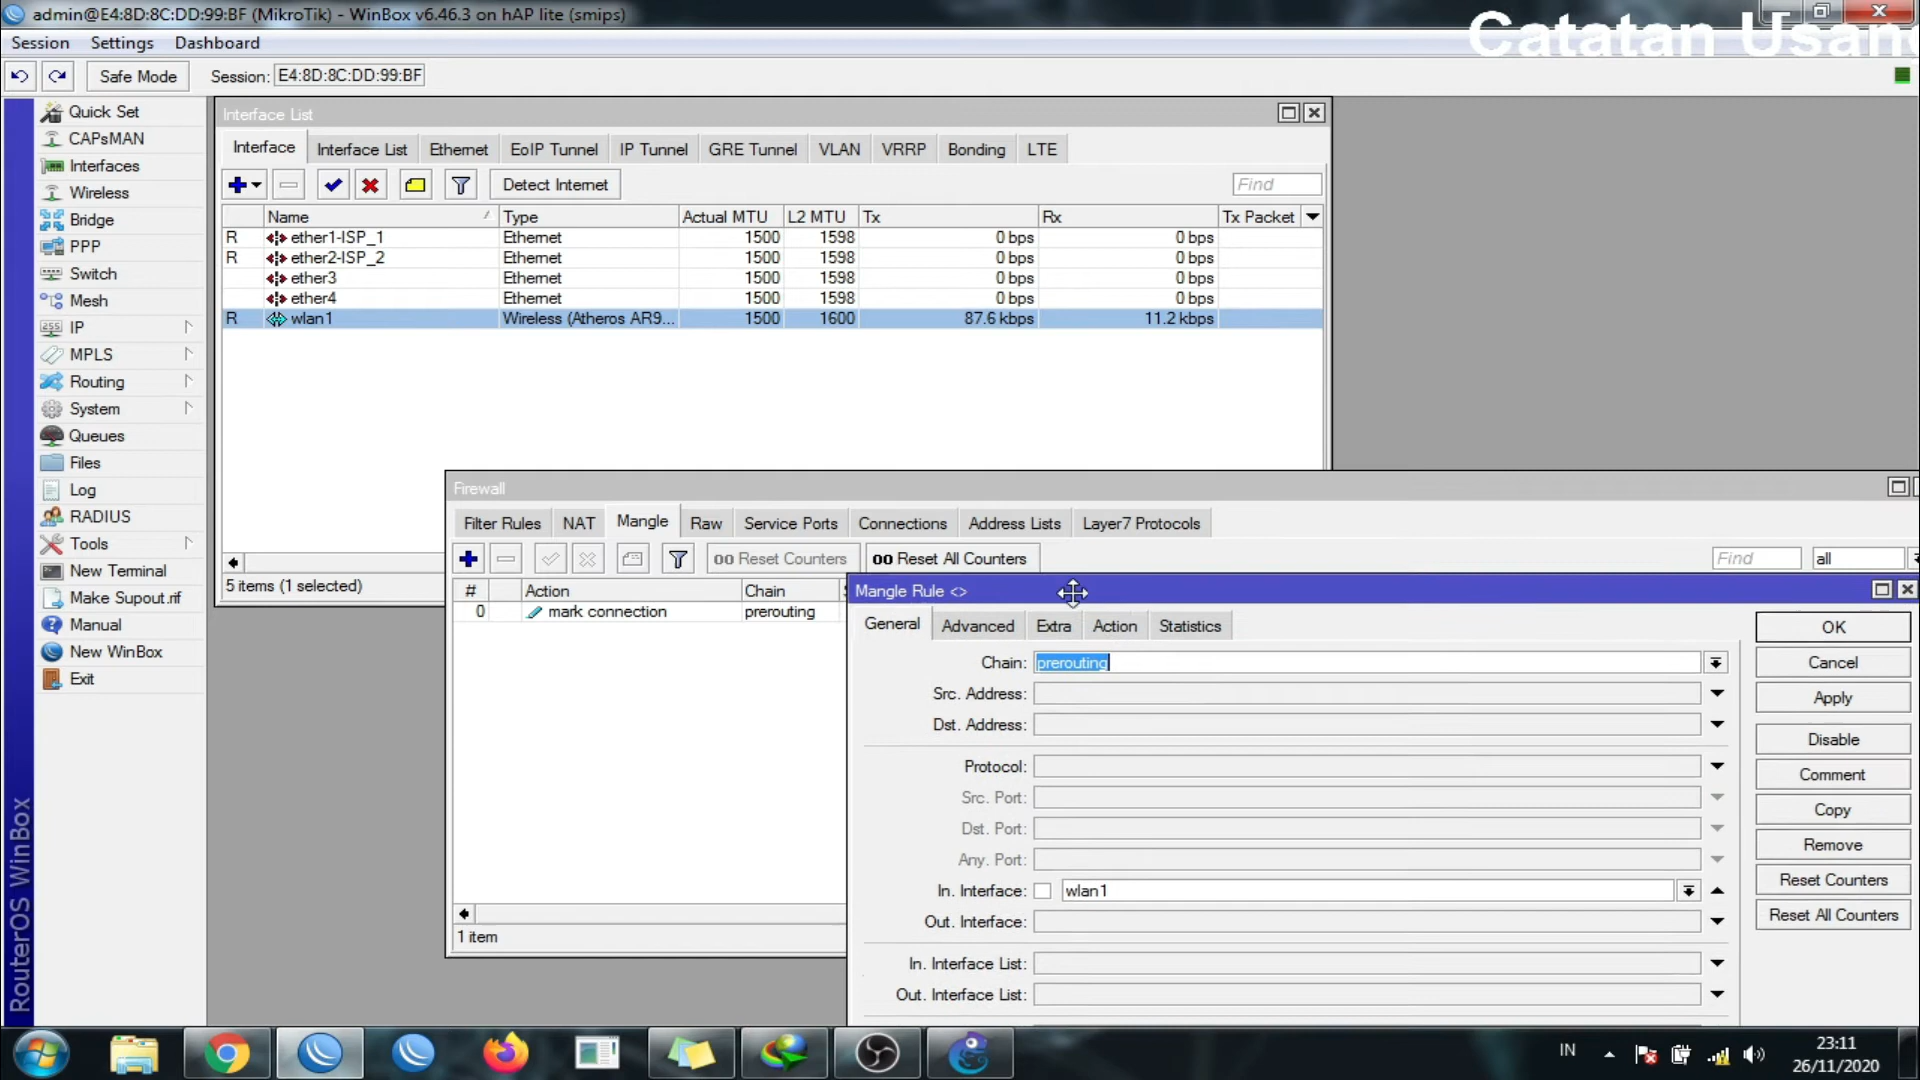 admin@E4:8D:8C:DD:99:BF (MikroTik) - WinBox v6.46.3 on hAP lite (smips)
Catatan Usang
Session Settings Dashboard
Safe Mode Session: E4:8D:8C:DD:99:BF
Quick Set
CAPsMAN
Interfaces
Wireless
Bridge
PPP
Switch
Mesh
IP
MPLS
Routing
System
Queues
Files
Log
RADIUS
Tools
New Terminal
Make Supout.rif
Manual
New WinBox
Exit
RouterOS WinBox
Interface List
Interface Interface List Ethernet EoIP Tunnel IP Tunnel GRE Tunnel VLAN VRRP Bonding LTE
Detect Internet Find
Name Type Actual MTU L2 MTU Tx Rx Tx Packet
R ether1-ISP_1 Ethernet 1500 1598 0 bps 0 bps
R ether2-ISP_2 Ethernet 1500 1598 0 bps 0 bps
ether3 Ethernet 1500 1598 0 bps 0 bps
ether4 Ethernet 1500 1598 0 bps 0 bps
R wlan1 Wireless (Atheros AR9... 1500 1600 87.6 kbps 11.2 kbps
5 items (1 selected)
Firewall
Filter Rules NAT Mangle Raw Service Ports Connections Address Lists Layer7 Protocols
00 Reset Counters 00 Reset All Counters Find all
# Action Chain
0 mark connection prerouting
1 item
Mangle Rule <>
General Advanced Extra Action Statistics
Chain: prerouting
Src. Address:
Dst. Address:
Protocol:
Src. Port:
Dst. Port:
Any. Port:
In. Interface: wlan1
Out. Interface:
In. Interface List:
Out. Interface List:
OK
Cancel
Apply
Disable
Comment
Copy
Remove
Reset Counters
Reset All Counters
IN
23:11
26/11/2020